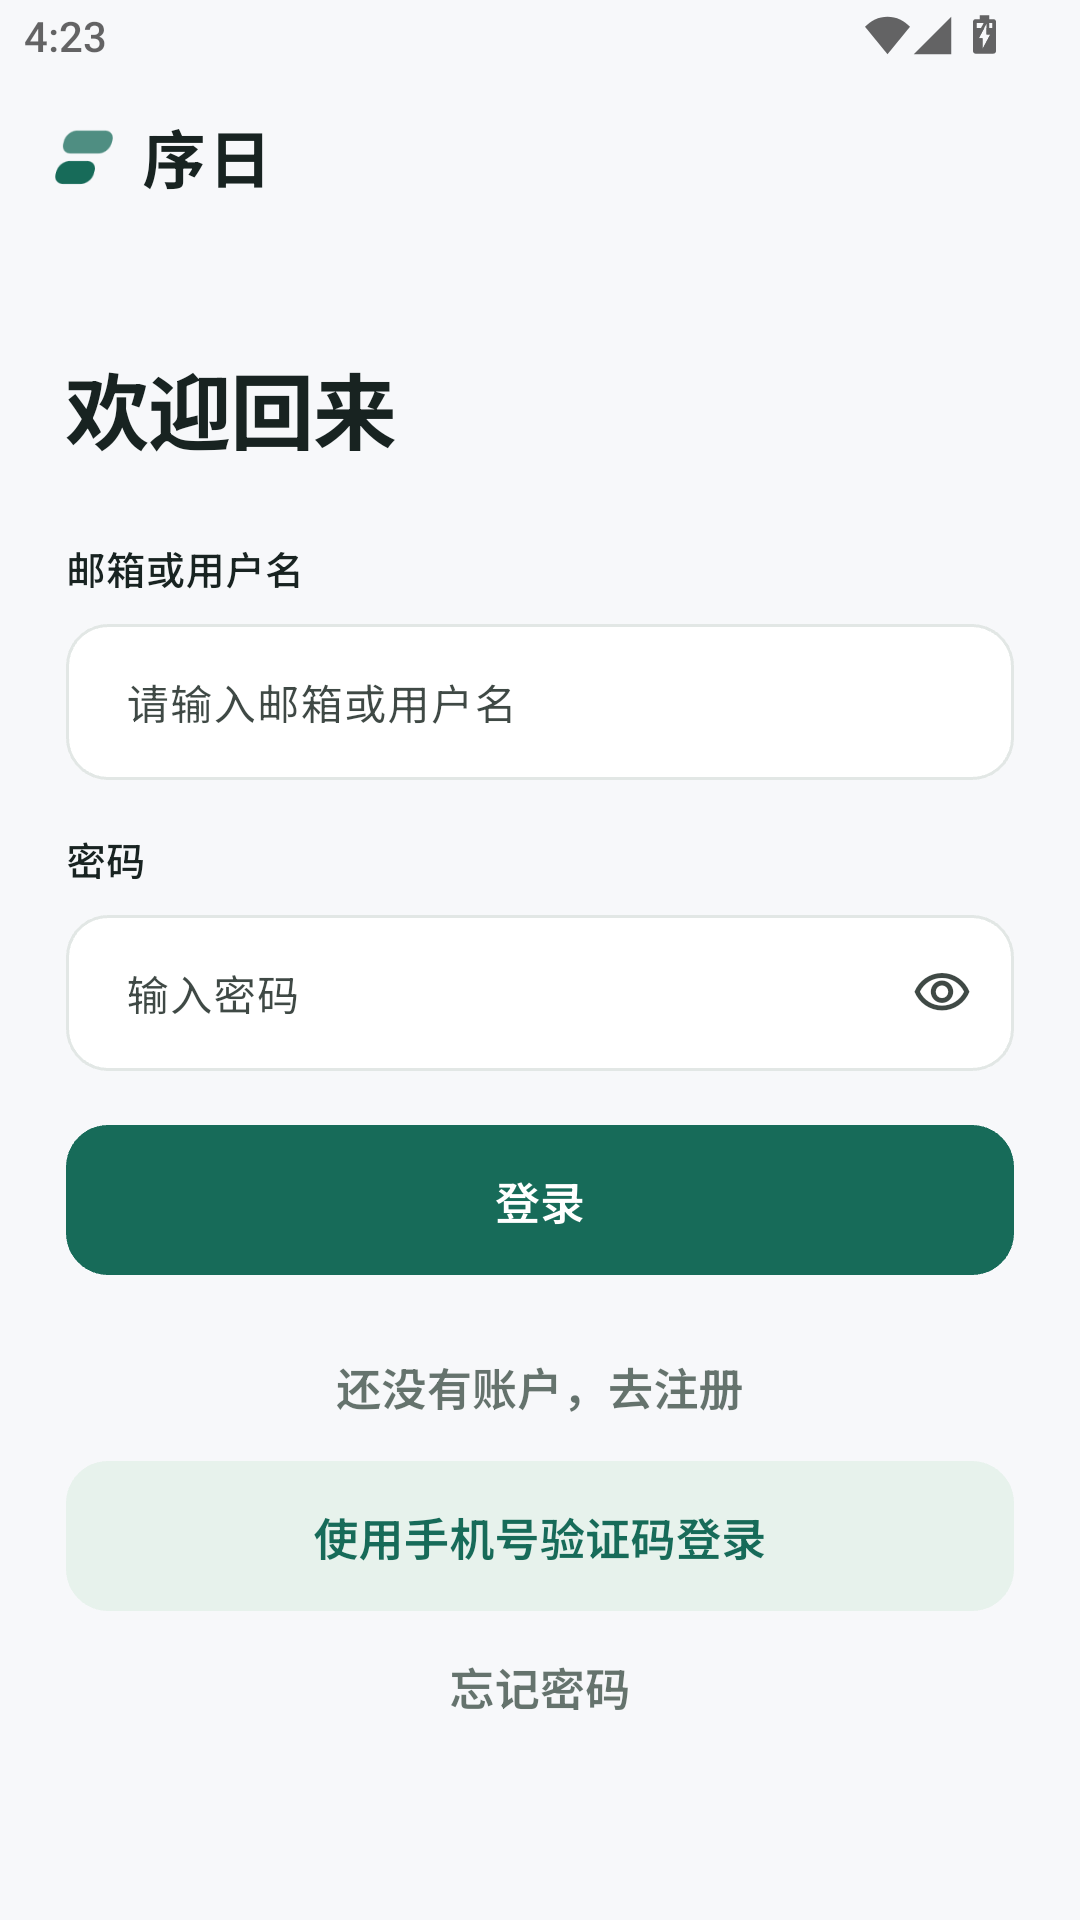 4:23
序日
欢迎回来
邮箱或用户名
请输入邮箱或用户名
密码
输入密码
登录
还没有账户，去注册
使用手机号验证码登录
忘记密码